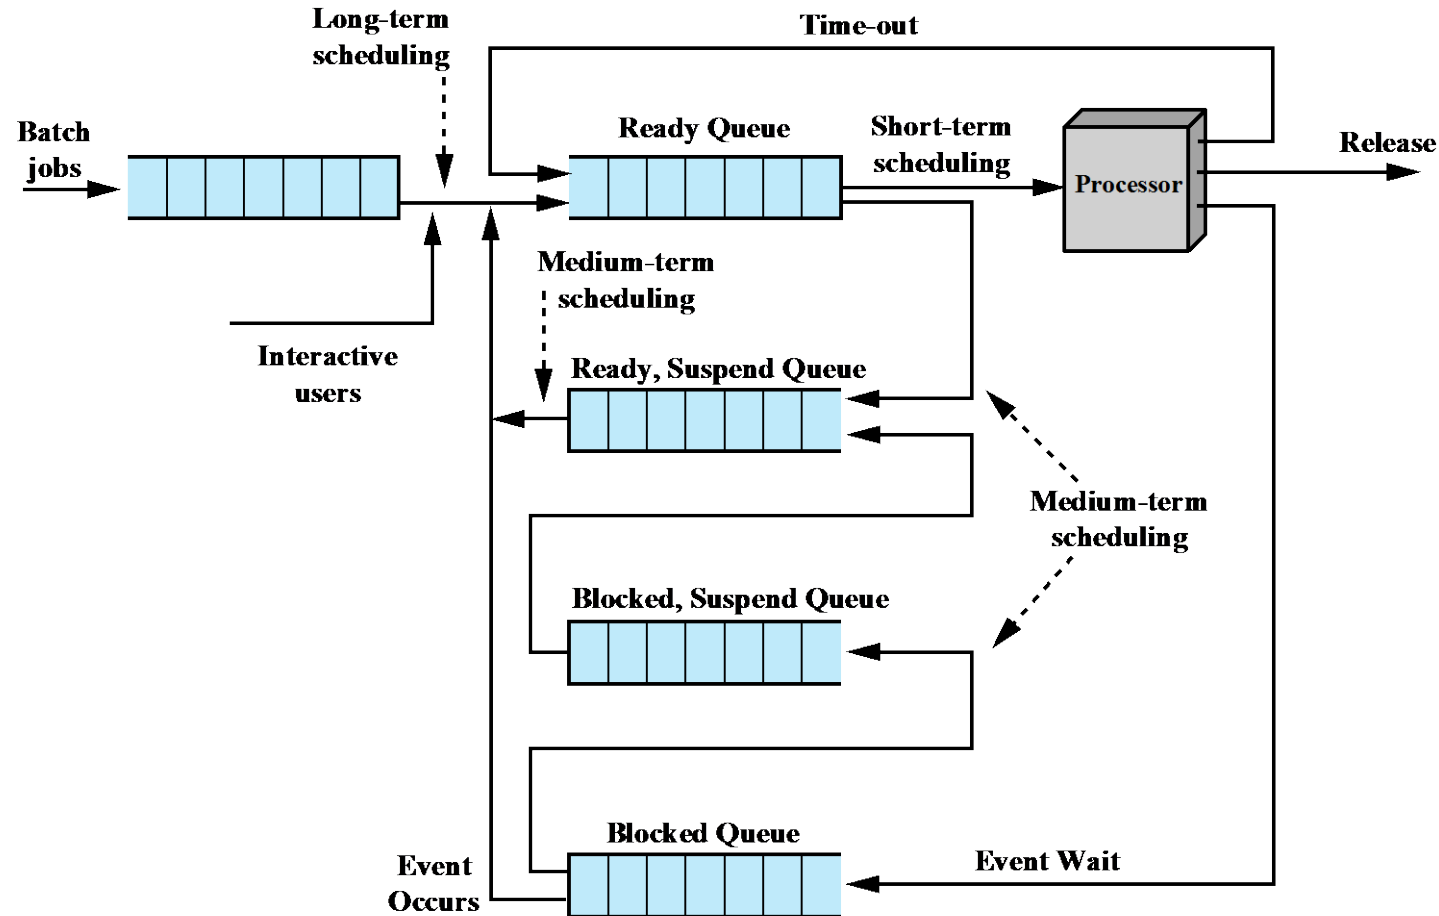 Long-term
scheduling
Time-out
Batch
jobs
Ready Queue
Short-term
scheduling
Processor
Release
Medium-term
scheduling
Interactive
users
Ready, Suspend Queue
Medium-term
scheduling
Blocked, Suspend Queue
Blocked Queue
Event
Occurs
Event Wait